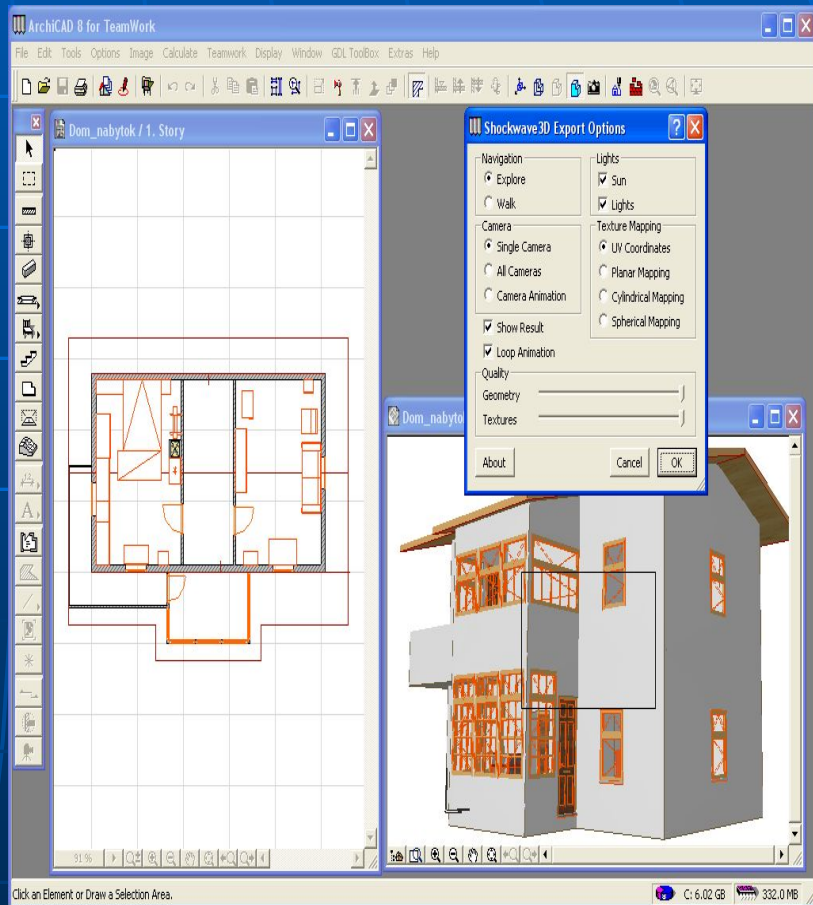 ArchiCAD 8 for TeamWork
File Edit Tools Options Image Calculate Teamwork Display Window GDL ToolBox Extras Help
Dom_nabytok / 1. Story
Shockwave3D Export Options
Navigation
Explore
Walk
Lights
Sun
Lights
Camera
Single Camera
All Cameras
Camera Animation
Texture Mapping
UV Coordinates
Planar Mapping
Cylindrical Mapping
Spherical Mapping
Show Result
Loop Animation
Quality
Geometry
Textures
About
Cancel
OK
Dom_nabyto
91 %
Click an Element or Draw a Selection Area.
C: 6.02 GB
332.0 MB